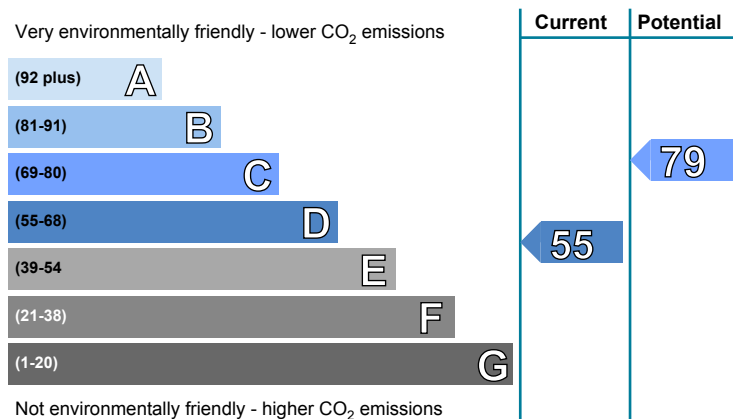 Current Potential
Very environmentally friendly - lower CO2 emissions
(92 plus) A
(81-91) B
(69-80) C
79
(55-68) D
55
(39-54 E
(21-38) F
(1-20) G
Not environmentally friendly - higher CO2 emissions